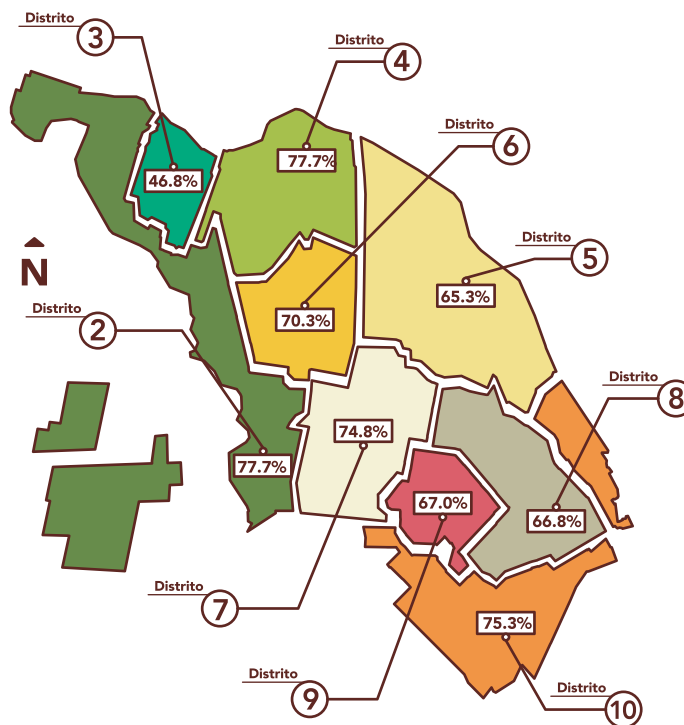 Distrito
3
Distrito
4
77.7%
Distrito
6
46.8%
Distrito
5
N
65.3%
Distrito
2
70.3%
Distrito
8
74.8%
77.7%
67.0%
66.8%
Distrito
7
75.3%
Distrito
9
Distrito
10